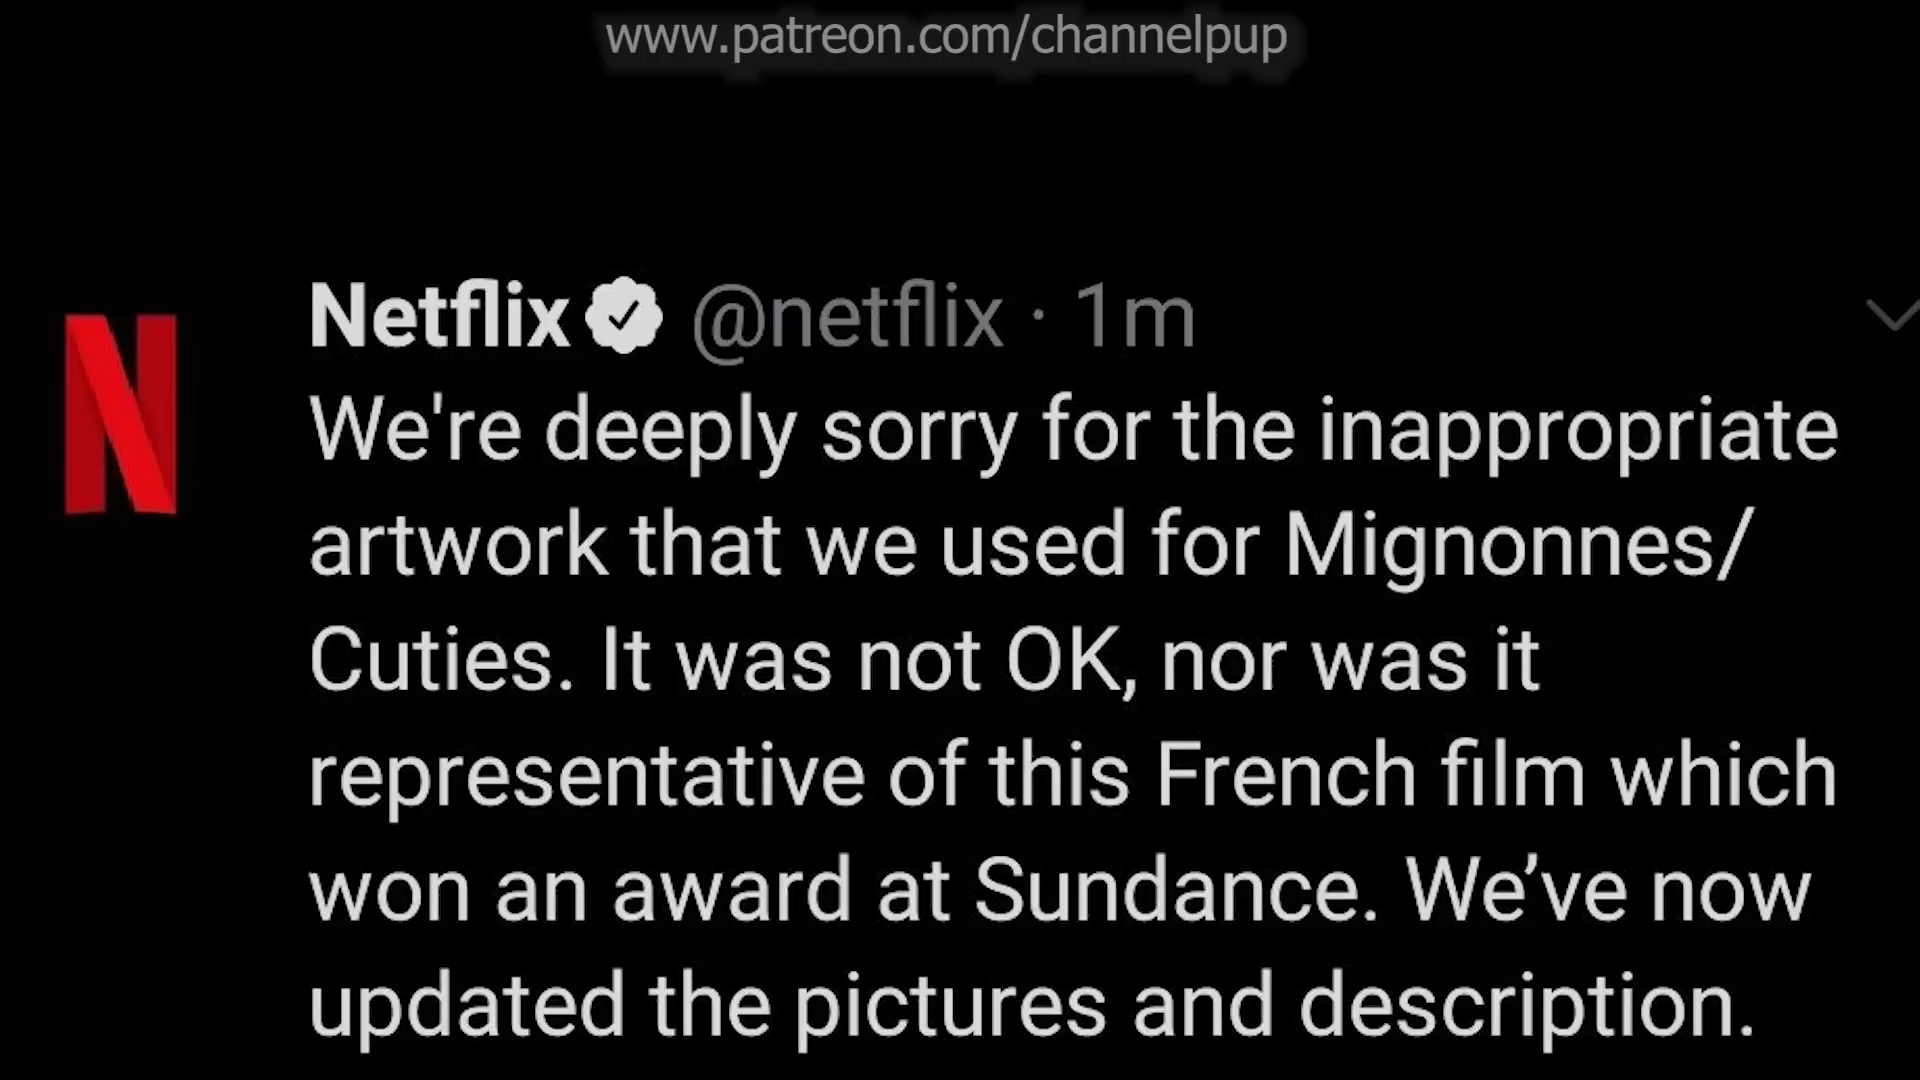 www.patreon.com/channelpup
Netflix @netflix · 1m
We're deeply sorry for the inappropriate
artwork that we used for Mignonnes/
Cuties. It was not OK, nor was it
representative of this French film which
won an award at Sundance. We’ve now
updated the pictures and description.